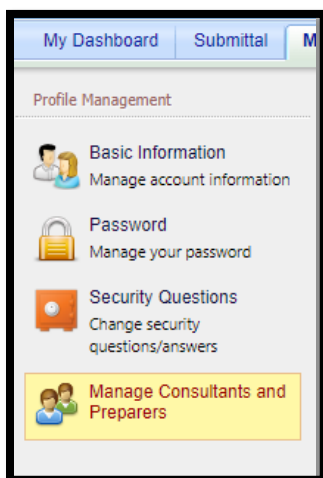 My Dashboard Submittal M
Profile Management
Basic Information
Manage account information
Password
Manage your password
Security Questions
Change security
questions/answers
Manage Consultants and
Preparers